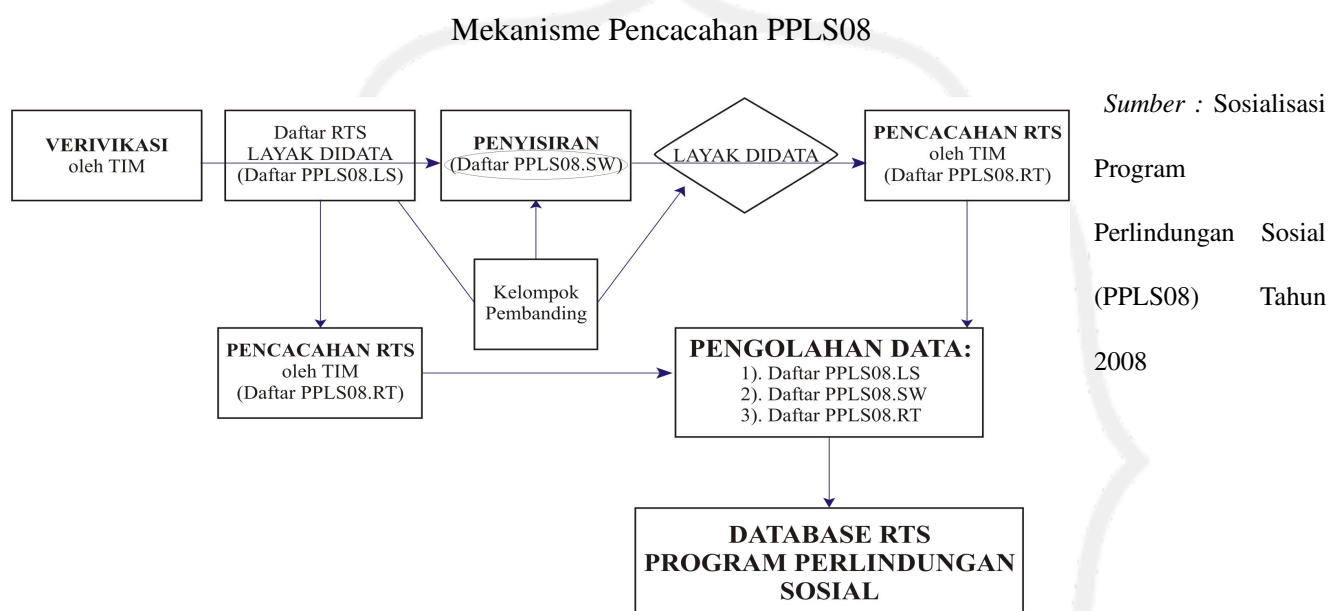 Mekanisme Pencacahan PPLS08
VERIVIKASI
oleh TIM
Daftar RTS
LAYAK DIDATA
(Daftar PPLS08.LS)
PENYISIRAN
(Daftar PPLS08.SW)
LAYAK DIDATA
PENCACAHAN RTS
oleh TIM
(Daftar PPLS08.RT)
Sumber : Sosialisasi
Program
Perlindungan Sosial
(PPLS08) Tahun
2008
Kelompok
Pembanding
PENCACAHAN RTS
oleh TIM
(Daftar PPLS08.RT)
PENGOLAHAN DATA:
1). Daftar PPLS08.LS
2). Daftar PPLS08.SW
3). Daftar PPLS08.RT
DATABASE RTS
PROGRAM PERLINDUNGAN
SOSIAL